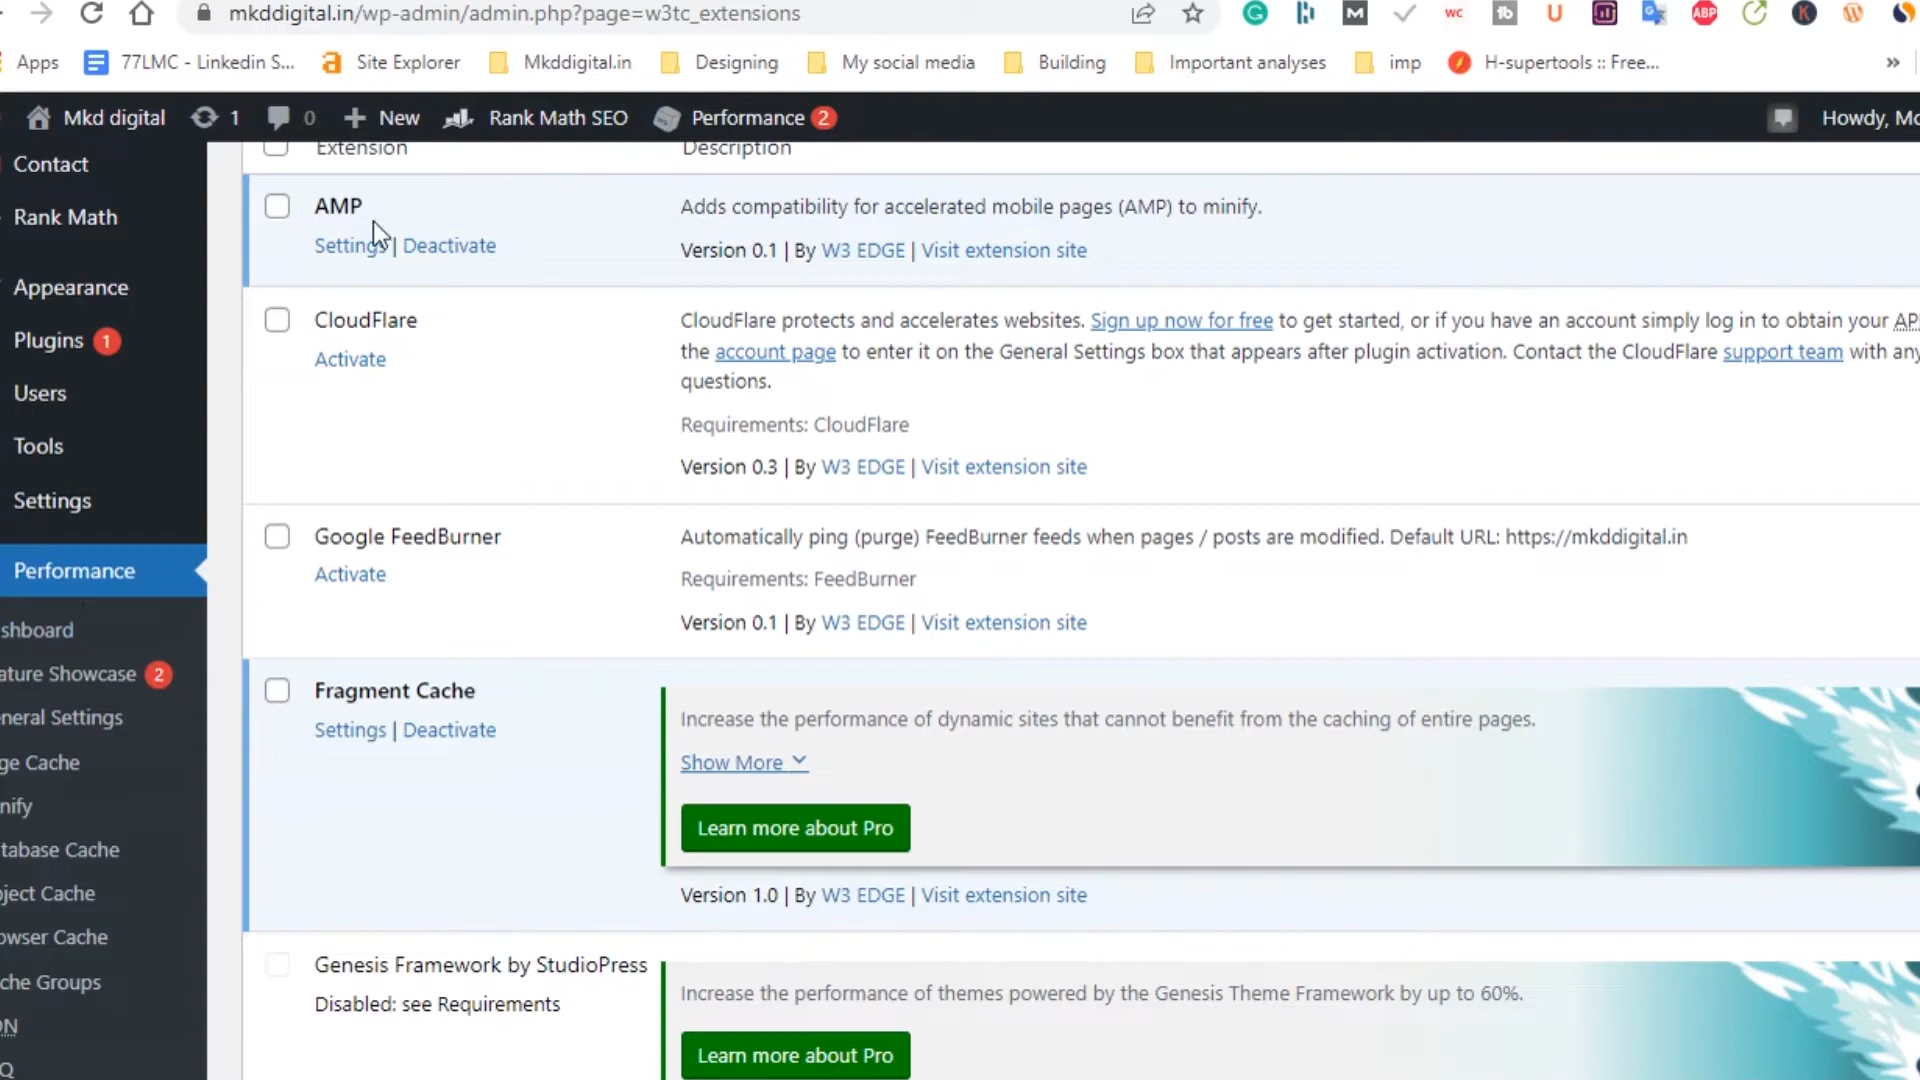 mkddigital.in/wp-admin/admin.php?page=w3tc_extensions
Apps 77LMC - Linkedin S... Site Explorer Mkddigital.in Designing My social media Building Important analyses imp H-supertools :: Free... »
Mkd digital 1 0 New Rank Math SEO Performance 2 Howdy, Mo
Contact
Rank Math
Appearance
Plugins 1
Users
Tools
Settings
Performance
shboard
ature Showcase 2
neral Settings
ge Cache
nify
tabase Cache
ject Cache
owser Cache
che Groups
ON
Q
Extension Description
AMP
Settings | Deactivate
Adds compatibility for accelerated mobile pages (AMP) to minify.
Version 0.1 | By W3 EDGE | Visit extension site
CloudFlare
Activate
CloudFlare protects and accelerates websites. Sign up now for free to get started, or if you have an account simply log in to obtain your AP
the account page to enter it on the General Settings box that appears after plugin activation. Contact the CloudFlare support team with any
questions.
Requirements: CloudFlare
Version 0.3 | By W3 EDGE | Visit extension site
Google FeedBurner
Activate
Automatically ping (purge) FeedBurner feeds when pages / posts are modified. Default URL: https://mkddigital.in
Requirements: FeedBurner
Version 0.1 | By W3 EDGE | Visit extension site
Fragment Cache
Settings | Deactivate
Increase the performance of dynamic sites that cannot benefit from the caching of entire pages.
Show More
Learn more about Pro
Version 1.0 | By W3 EDGE | Visit extension site
Genesis Framework by StudioPress
Disabled: see Requirements
Increase the performance of themes powered by the Genesis Theme Framework by up to 60%.
Learn more about Pro